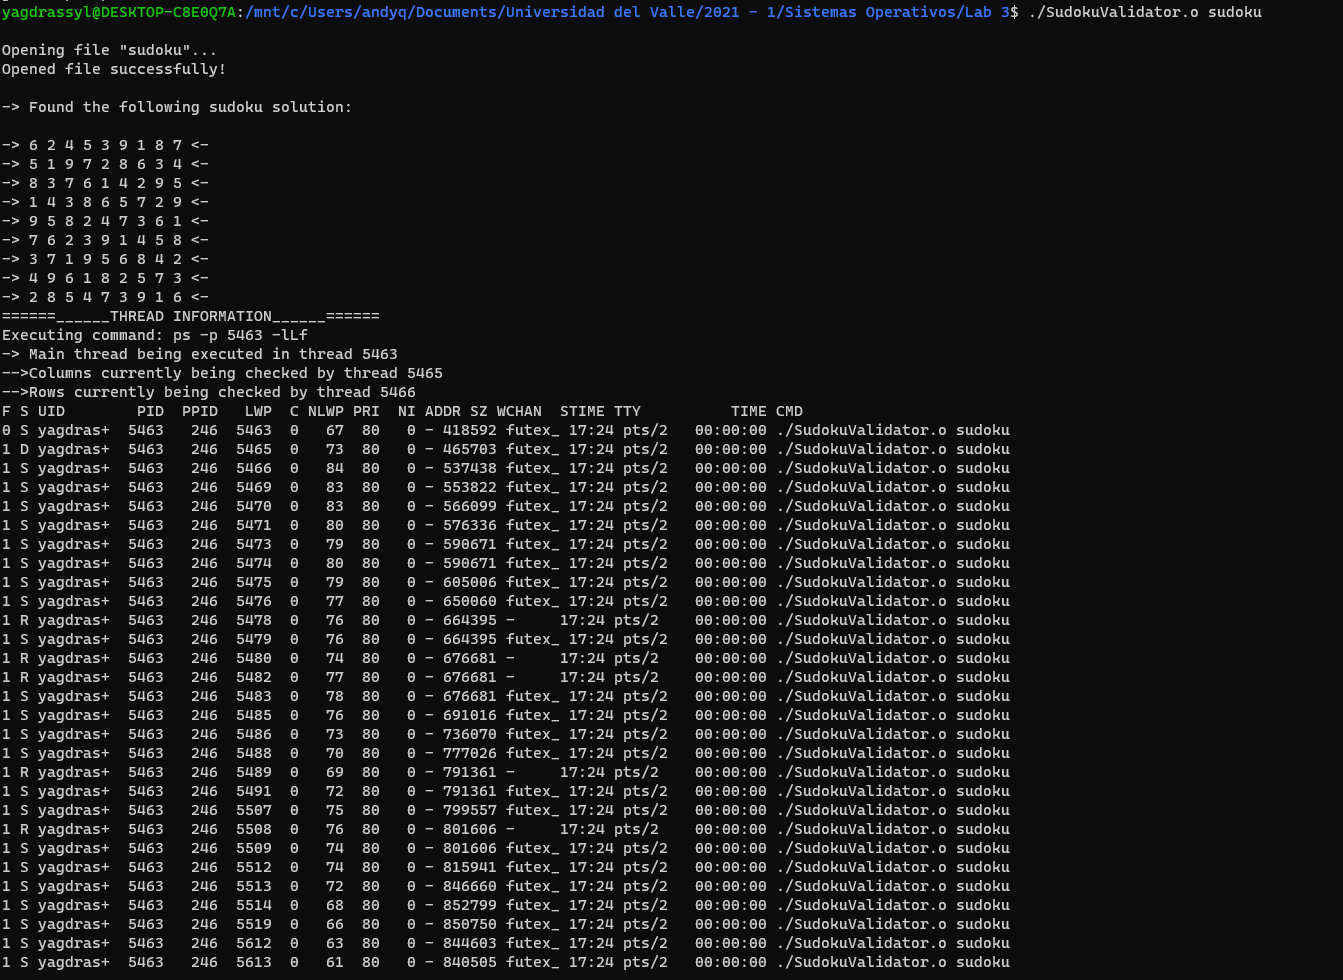 yagdrassyl@DESKTOP-C8E0Q7A:/mnt/c/Users/andyq/Documents/Universidad del Valle/2021 - 1/Sistemas Operativos/Lab 3$ ./SudokuValidator.o sudoku
Opening file "sudoku"...
Opened file successfully!
-> Found the following sudoku solution:
-> 6 2 4 5 3 9 1 8 7 <-
-> 5 1 9 7 2 8 6 3 4 <-
-> 8 3 7 6 1 4 2 9 5 <-
-> 1 4 3 8 6 5 7 2 9 <-
-> 9 5 8 2 4 7 3 6 1 <-
-> 7 6 2 3 9 1 4 5 8 <-
-> 3 7 1 9 5 6 8 4 2 <-
-> 4 9 6 1 8 2 5 7 3 <-
-> 2 8 5 4 7 3 9 1 6 <-
======______THREAD INFORMATION______======
Executing command: ps -p 5463 -lLf
-> Main thread being executed in thread 5463
-->Columns currently being checked by thread 5465
-->Rows currently being checked by thread 5466
F S UID PID PPID LWP C NLWP PRI NI ADDR SZ WCHAN STIME TTY TIME CMD
0 S yagdras+ 5463 246 5463 0 67 80 0 - 418592 futex_ 17:24 pts/2 00:00:00 ./SudokuValidator.o sudoku
1 D yagdras+ 5463 246 5465 0 73 80 0 - 465703 futex_ 17:24 pts/2 00:00:00 ./SudokuValidator.o sudoku
1 S yagdras+ 5463 246 5466 0 84 80 0 - 537438 futex_ 17:24 pts/2 00:00:00 ./SudokuValidator.o sudoku
1 S yagdras+ 5463 246 5469 0 83 80 0 - 553822 futex_ 17:24 pts/2 00:00:00 ./SudokuValidator.o sudoku
1 S yagdras+ 5463 246 5470 0 83 80 0 - 566099 futex_ 17:24 pts/2 00:00:00 ./SudokuValidator.o sudoku
1 S yagdras+ 5463 246 5471 0 80 80 0 - 576336 futex_ 17:24 pts/2 00:00:00 ./SudokuValidator.o sudoku
1 S yagdras+ 5463 246 5473 0 79 80 0 - 590671 futex_ 17:24 pts/2 00:00:00 ./SudokuValidator.o sudoku
1 S yagdras+ 5463 246 5474 0 80 80 0 - 590671 futex_ 17:24 pts/2 00:00:00 ./SudokuValidator.o sudoku
1 S yagdras+ 5463 246 5475 0 79 80 0 - 605006 futex_ 17:24 pts/2 00:00:00 ./SudokuValidator.o sudoku
1 S yagdras+ 5463 246 5476 0 77 80 0 - 650060 futex_ 17:24 pts/2 00:00:00 ./SudokuValidator.o sudoku
1 R yagdras+ 5463 246 5478 0 76 80 0 - 664395 - 17:24 pts/2 00:00:00 ./SudokuValidator.o sudoku
1 S yagdras+ 5463 246 5479 0 76 80 0 - 664395 futex_ 17:24 pts/2 00:00:00 ./SudokuValidator.o sudoku
1 R yagdras+ 5463 246 5480 0 74 80 0 - 676681 - 17:24 pts/2 00:00:00 ./SudokuValidator.o sudoku
1 R yagdras+ 5463 246 5482 0 77 80 0 - 676681 - 17:24 pts/2 00:00:00 ./SudokuValidator.o sudoku
1 S yagdras+ 5463 246 5483 0 78 80 0 - 676681 futex_ 17:24 pts/2 00:00:00 ./SudokuValidator.o sudoku
1 S yagdras+ 5463 246 5485 0 76 80 0 - 691016 futex_ 17:24 pts/2 00:00:00 ./SudokuValidator.o sudoku
1 S yagdras+ 5463 246 5486 0 73 80 0 - 736070 futex_ 17:24 pts/2 00:00:00 ./SudokuValidator.o sudoku
1 S yagdras+ 5463 246 5488 0 70 80 0 - 777026 futex_ 17:24 pts/2 00:00:00 ./SudokuValidator.o sudoku
1 R yagdras+ 5463 246 5489 0 69 80 0 - 791361 - 17:24 pts/2 00:00:00 ./SudokuValidator.o sudoku
1 S yagdras+ 5463 246 5491 0 72 80 0 - 791361 futex_ 17:24 pts/2 00:00:00 ./SudokuValidator.o sudoku
1 S yagdras+ 5463 246 5507 0 75 80 0 - 799557 futex_ 17:24 pts/2 00:00:00 ./SudokuValidator.o sudoku
1 R yagdras+ 5463 246 5508 0 76 80 0 - 801606 - 17:24 pts/2 00:00:00 ./SudokuValidator.o sudoku
1 S yagdras+ 5463 246 5509 0 74 80 0 - 801606 futex_ 17:24 pts/2 00:00:00 ./SudokuValidator.o sudoku
1 S yagdras+ 5463 246 5512 0 74 80 0 - 815941 futex_ 17:24 pts/2 00:00:00 ./SudokuValidator.o sudoku
1 S yagdras+ 5463 246 5513 0 72 80 0 - 846660 futex_ 17:24 pts/2 00:00:00 ./SudokuValidator.o sudoku
1 S yagdras+ 5463 246 5514 0 68 80 0 - 852799 futex_ 17:24 pts/2 00:00:00 ./SudokuValidator.o sudoku
1 S yagdras+ 5463 246 5519 0 66 80 0 - 850750 futex_ 17:24 pts/2 00:00:00 ./SudokuValidator.o sudoku
1 S yagdras+ 5463 246 5612 0 63 80 0 - 844603 futex_ 17:24 pts/2 00:00:00 ./SudokuValidator.o sudoku
1 S yagdras+ 5463 246 5613 0 61 80 0 - 840505 futex_ 17:24 pts/2 00:00:00 ./SudokuValidator.o sudoku